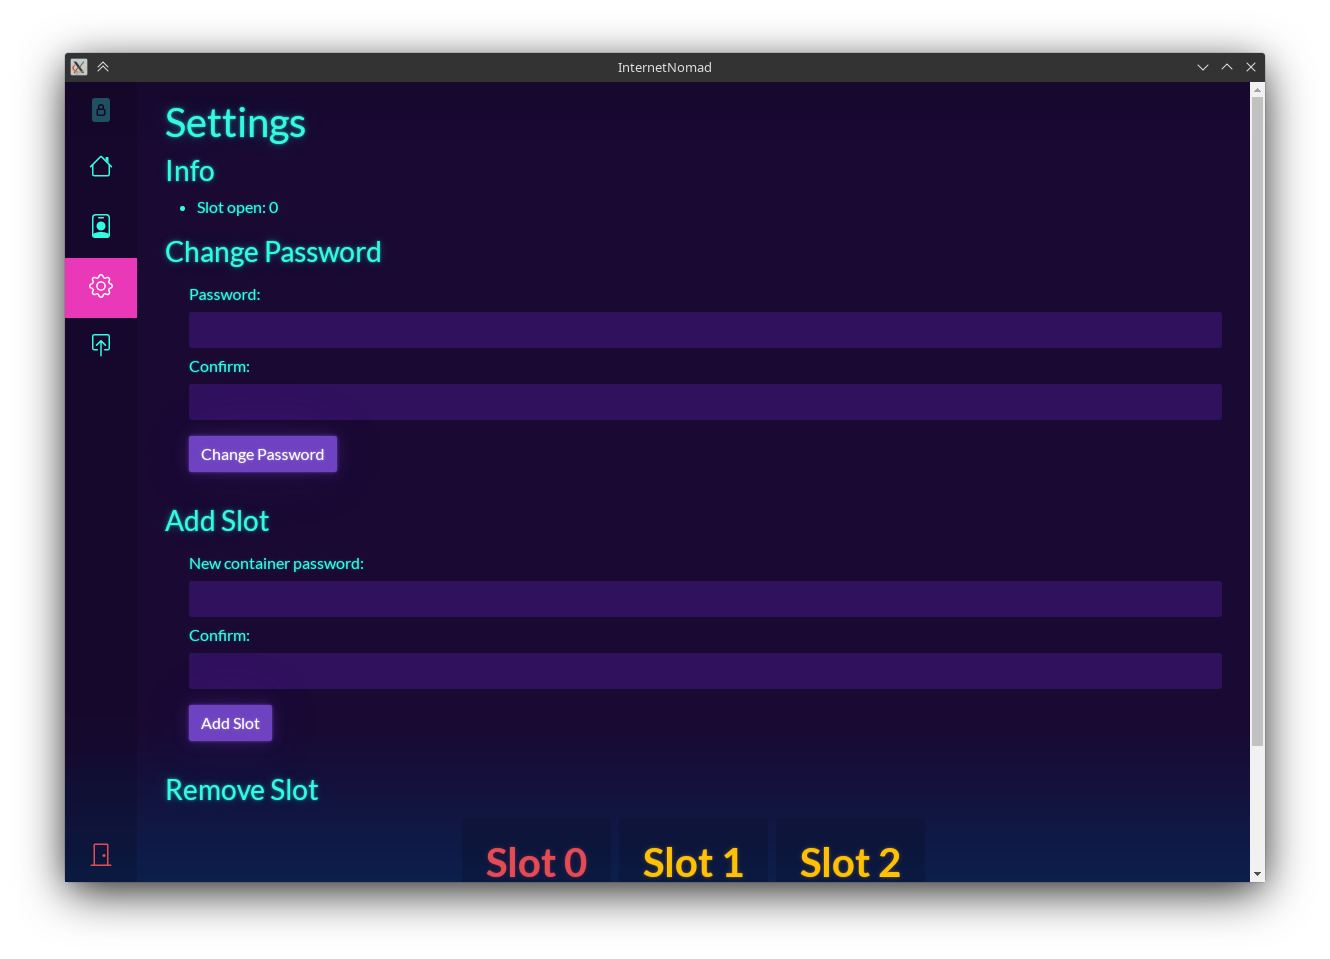 InternetNomad
Settings
Info
Slot open: 0
Change Password
Password:
Confirm:
Change Password
Add Slot
New container password:
Confirm:
Add Slot
Remove Slot
Slot 0 Slot 1 Slot 2